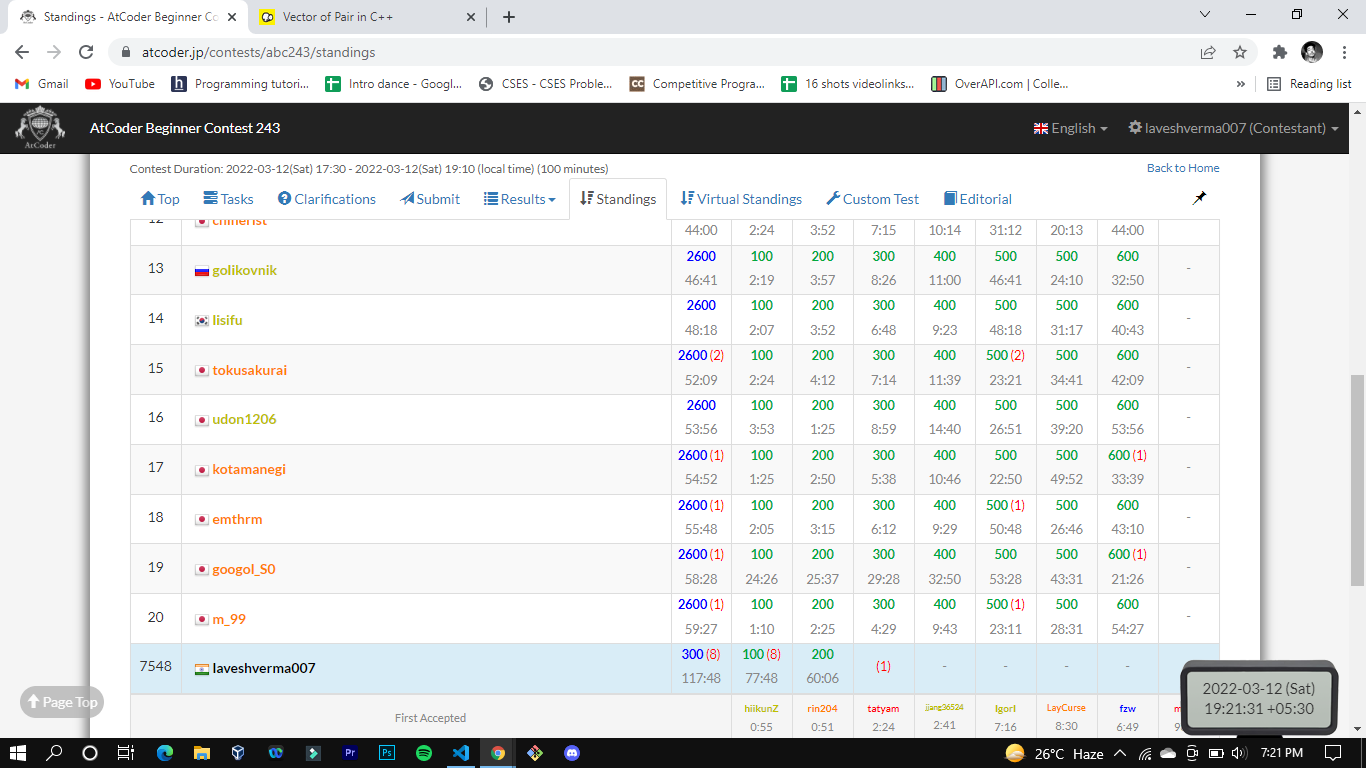 Standings - AtCoder Beginner Co
Vector of Pair in C++
atcoder.jp/contests/abc243/standings
Gmail YouTube Programming tutori... Intro dance - Googl... CSES - CSES Proble... Competitive Progra... 16 shots videolinks... OverAPI.com | Colle... » Reading list
AtCoder
AtCoder Beginner Contest 243 English laveshverma007 (Contestant)
Contest Duration: 2022-03-12(Sat) 17:30 - 2022-03-12(Sat) 19:10 (local time) (100 minutes) Back to Home
Top Tasks Clarifications Submit Results Standings Virtual Standings Custom Test Editorial
12 chinerist
44:00 2:24 3:52 7:15 10:14 31:12 20:13 44:00
13 golikovnik 2600 100 200 300 400 500 500 600 -
46:41 2:19 3:57 8:26 11:00 46:41 24:10 32:50
14 lisifu 2600 100 200 300 400 500 500 600 -
48:18 2:07 3:52 6:48 9:23 48:18 31:17 40:43
15 tokusakurai 2600 (2) 100 200 300 400 500 (2) 500 600 -
52:09 2:24 4:12 7:14 11:39 23:21 34:41 42:09
16 udon1206 2600 100 200 300 400 500 500 600 -
53:56 3:53 1:25 8:59 14:40 26:51 39:20 53:56
17 kotamanegi 2600 (1) 100 200 300 400 500 500 600 (1) -
54:52 1:25 2:50 5:38 10:46 22:50 49:52 33:39
18 emthrm 2600 (1) 100 200 300 400 500 (1) 500 600 -
55:48 2:05 3:15 6:12 9:29 50:48 26:46 43:10
19 googol_S0 2600 (1) 100 200 300 400 500 500 600 (1) -
58:28 24:26 25:37 29:28 32:50 53:28 43:31 21:26
20 m_99 2600 (1) 100 200 300 400 500 (1) 500 600 -
59:27 1:10 2:25 4:29 9:43 23:11 28:31 54:27
7548 laveshverma007 300 (8) 100 (8) 200 (1) - - - -
117:48 77:48 60:06
Page Top
First Accepted hiikunZ rin204 tatyam jjang36524 IgorI LayCurse fzw m
0:55 0:51 2:24 2:41 7:16 8:30 6:49 9
2022-03-12 (Sat)
19:21:31 +05:30
Pr Ps 26°C Haze 7:21 PM